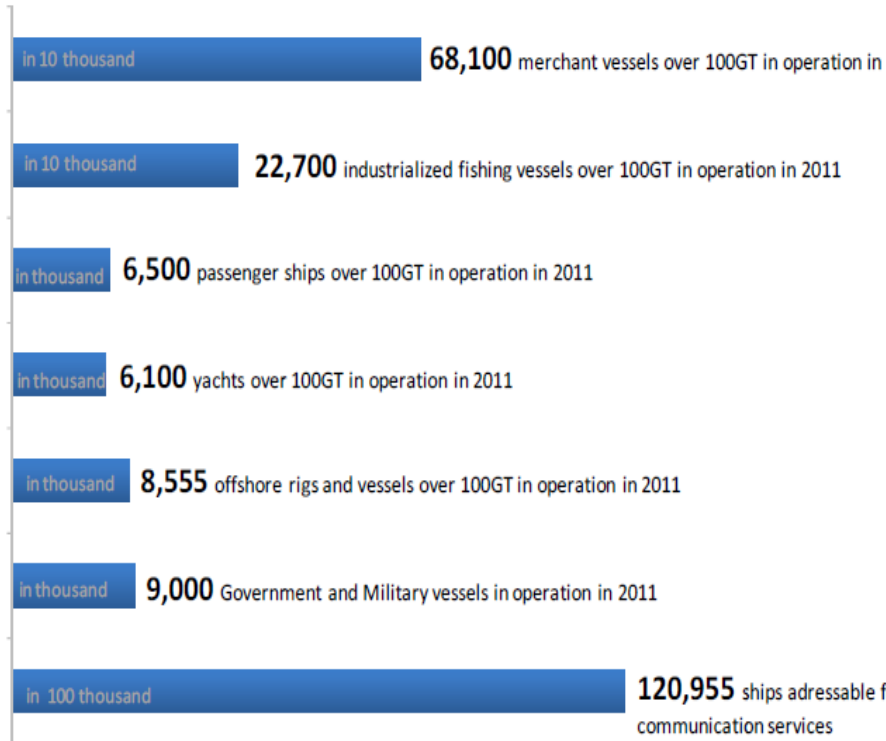 in 10 thousand 68,100 merchant vessels over 100GT in operation in
in 10 thousand 22,700 industrialized fishing vessels over 100GT in operation in 2011
in thousand 6,500 passenger ships over 100GT in operation in 2011
in thousand 6,100 yachts over 100GT in operation in 2011
in thousand 8,555 offshore rigs and vessels over 100GT in operation in 2011
in thousand 9,000 Government and Military vessels in operation in 2011
in 100 thousand 120,955 ships adressable f
communication services